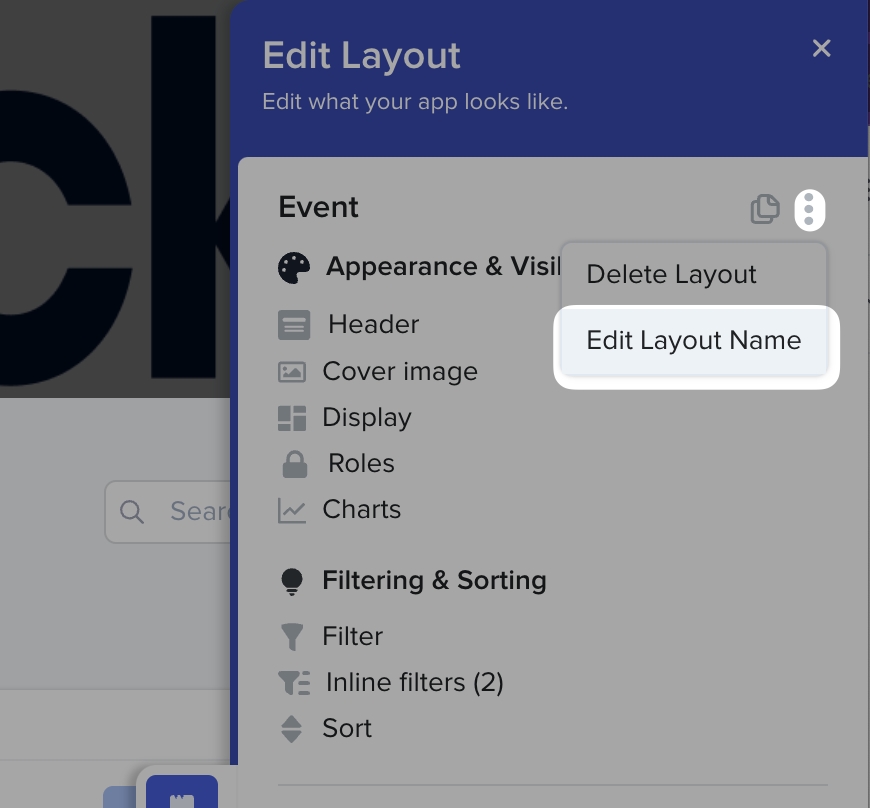 ck
Edit Layout
Edit what your app looks like.
Event
Appearance & Visi
Delete Layout
Edit Layout Name
Header
Cover image
Display
Roles
Charts
Sear
Filtering & Sorting
Filter
Inline filters (2)
Sort